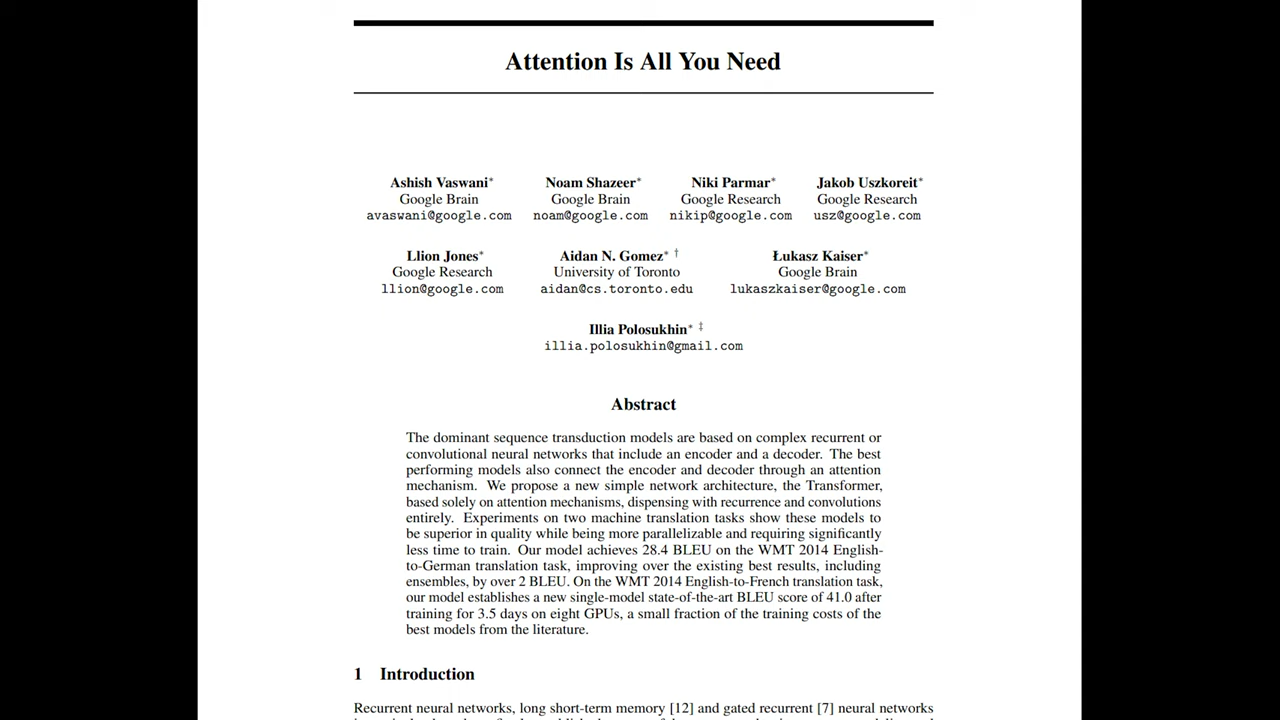 Attention Is All You Need
Ashish Vaswani* Noam Shazeer* Niki Parmar* Jakob Uszkoreit*
Google Brain Google Brain Google Research Google Research
avaswani@google.com noam@google.com nikip@google.com usz@google.com
Llion Jones* Aidan N. Gomez* † Łukasz Kaiser*
Google Research University of Toronto Google Brain
llion@google.com aidan@cs.toronto.edu lukaszkaiser@google.com
Illia Polosukhin* ‡
illia.polosukhin@gmail.com
Abstract
The dominant sequence transduction models are based on complex recurrent or
convolutional neural networks that include an encoder and a decoder. The best
performing models also connect the encoder and decoder through an attention
mechanism. We propose a new simple network architecture, the Transformer,
based solely on attention mechanisms, dispensing with recurrence and convolutions
entirely. Experiments on two machine translation tasks show these models to
be superior in quality while being more parallelizable and requiring significantly
less time to train. Our model achieves 28.4 BLEU on the WMT 2014 English-
to-German translation task, improving over the existing best results, including
ensembles, by over 2 BLEU. On the WMT 2014 English-to-French translation task,
our model establishes a new single-model state-of-the-art BLEU score of 41.0 after
training for 3.5 days on eight GPUs, a small fraction of the training costs of the
best models from the literature.
1 Introduction
Recurrent neural networks, long short-term memory [12] and gated recurrent [7] neural networks